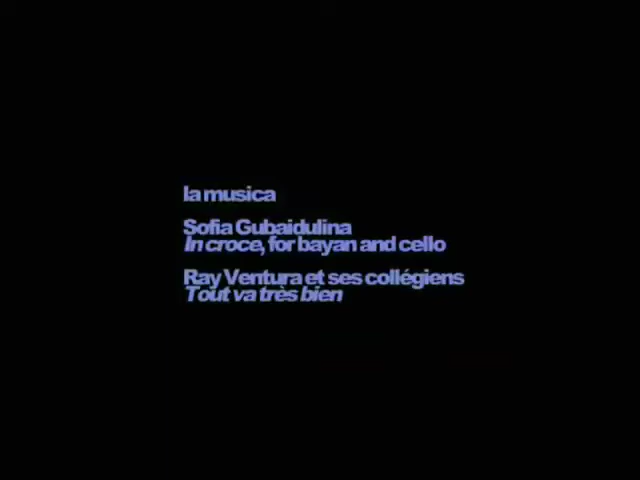 la musica
Sofia Gubaidulina
In croce, for bayan and cello
Ray Ventura et ses collégiens
Tout va très bien